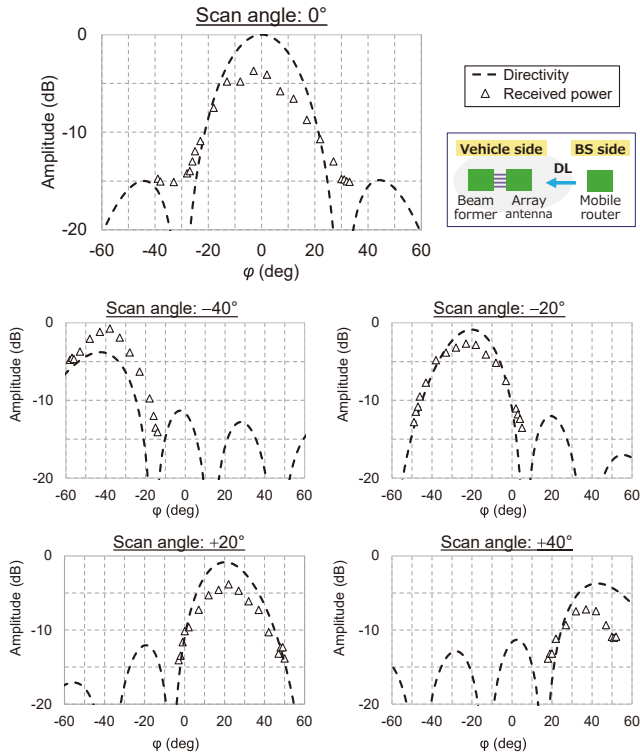 Scan angle: 0°
Amplitude (dB)
0
-10
-20
-60
-40
-20
0
20
40
60
φ (deg)
Directivity
Received power
Vehicle side
BS side
DL
Beam
former
Array
antenna
Mobile
router
Scan angle: –40°
Amplitude (dB)
0
-10
-20
-60
-40
-20
0
20
40
60
φ (deg)
Scan angle: –20°
Amplitude (dB)
0
-10
-20
-60
-40
-20
0
20
40
60
φ (deg)
Scan angle: +20°
Amplitude (dB)
0
-10
-20
-60
-40
-20
0
20
40
60
φ (deg)
Scan angle: +40°
Amplitude (dB)
0
-10
-20
-60
-40
-20
0
20
40
60
φ (deg)